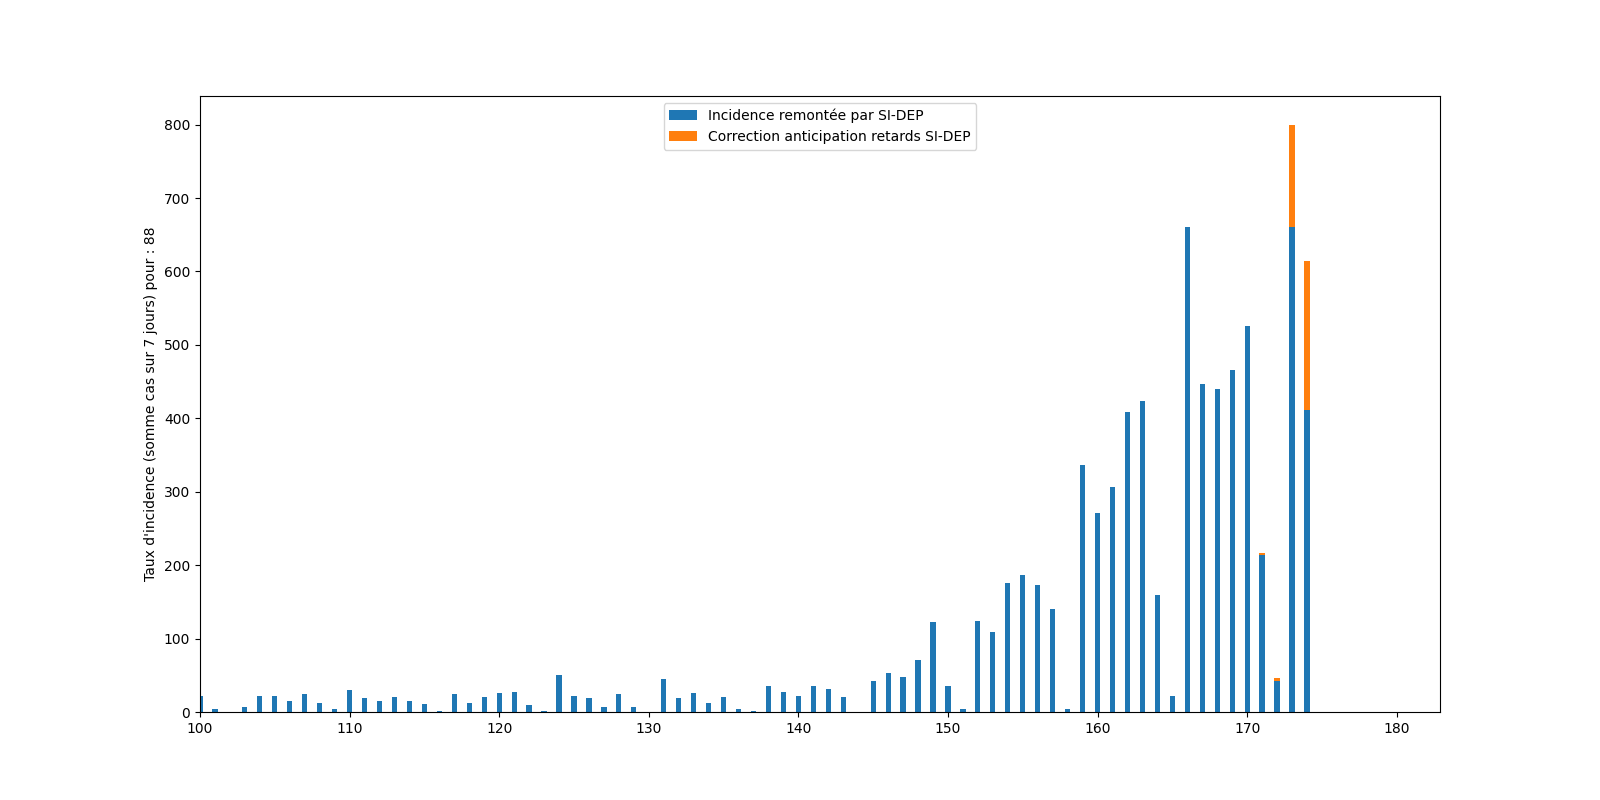 Incidence remontée par SI-DEP
Correction anticipation retards SI-DEP
Taux d'incidence (somme cas sur 7 jours) pour : 88
800
700
600
500
400
300
200
100
0
100 110 120 130 140 150 160 170 180